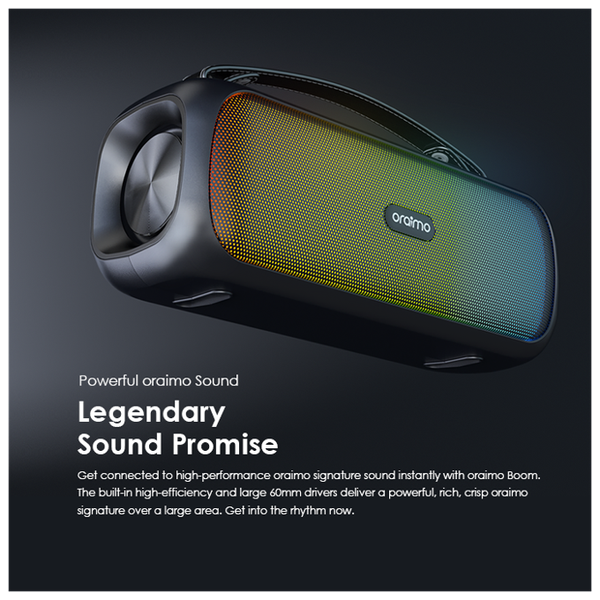 oraimo
Powerful oraimo Sound
Legendary
Sound Promise
Get connected to high-performance oraimo signature sound instantly with oraimo Boom.
The built-in high-efficiency and large 60mm drivers deliver a powerful, rich, crisp oraimo
signature over a large area. Get into the rhythm now.